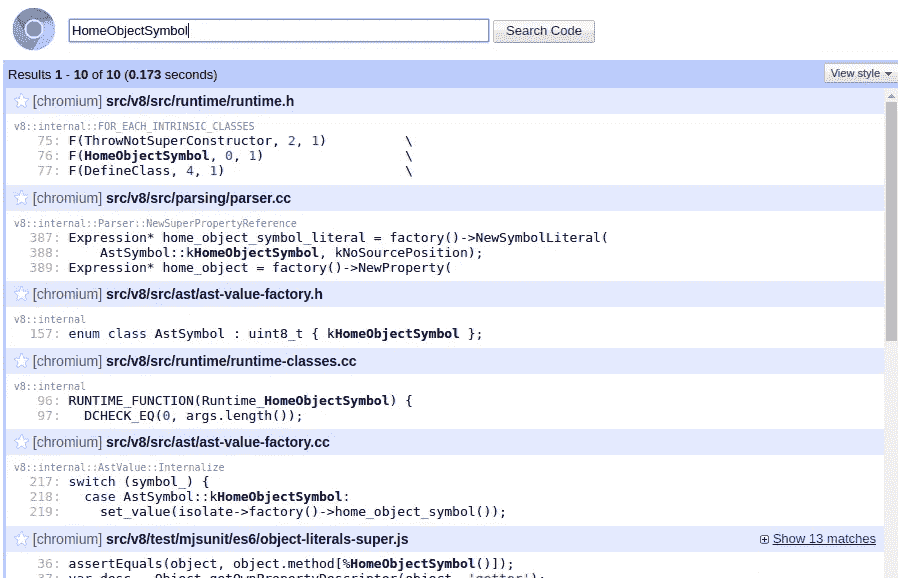 HomeObjectSymbol
Search Code
Results 1 - 10 of 10 (0.173 seconds)
View style
[chromium] src/v8/src/runtime/runtime.h
v8::internal::FOR_EACH_INTRINSIC_CLASSES
75: F(ThrowNotSuperConstructor, 2, 1) \
76: F(HomeObjectSymbol, 0, 1) \
77: F(DefineClass, 4, 1) \
[chromium] src/v8/src/parsing/parser.cc
v8::internal::Parser::NewSuperPropertyReference
387: Expression* home_object_symbol_literal = factory()->NewSymbolLiteral(
388: AstSymbol::kHomeObjectSymbol, kNoSourcePosition);
389: Expression* home_object = factory()->NewProperty(
[chromium] src/v8/src/ast/ast-value-factory.h
v8::internal
157: enum class AstSymbol : uint8_t { kHomeObjectSymbol };
[chromium] src/v8/src/runtime/runtime-classes.cc
v8::internal
96: RUNTIME_FUNCTION(Runtime_HomeObjectSymbol) {
97: DCHECK_EQ(0, args.length());
[chromium] src/v8/src/ast/ast-value-factory.cc
v8::internal::AstValue::Internalize
217: switch (symbol_) {
218: case AstSymbol::kHomeObjectSymbol:
219: set_value(isolate->factory()->home_object_symbol());
[chromium] src/v8/test/mjsunit/es6/object-literals-super.js
Show 13 matches
36: assertEquals(object, object.method[%HomeObjectSymbol()]);
37: var desc = Object.getOwnPropertyDescriptor(object, 'getter');